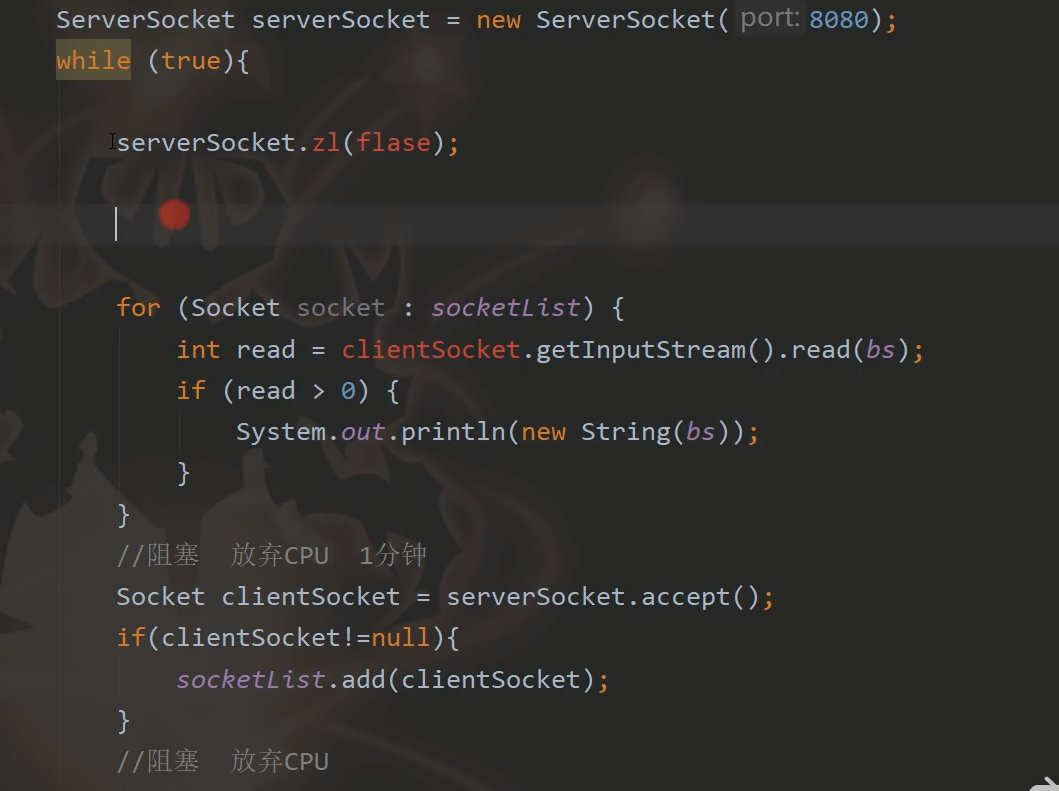 ServerSocket serverSocket = new ServerSocket( port: 8080);
while (true){
serverSocket.zl(flase);
for (Socket socket : socketList) {
int read = clientSocket.getInputStream().read(bs);
if (read > 0) {
System.out.println(new String(bs));
}
}
//阻塞  放弃CPU  1分钟
Socket clientSocket = serverSocket.accept();
if(clientSocket!=null){
socketList.add(clientSocket);
}
//阻塞  放弃CPU